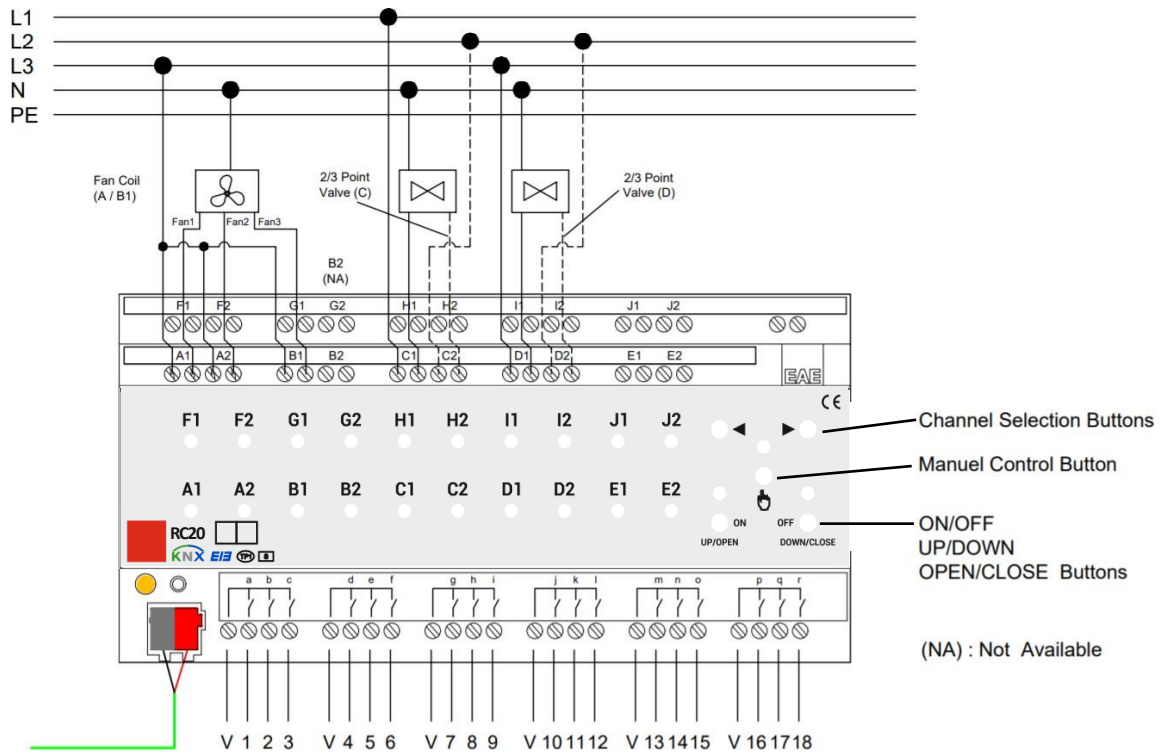 L1
L2
L3
N
PE
Fan Coil
(A / B1)
2/3 Point
Valve (C)
2/3 Point
Valve (D)
Fan1 Fan2 Fan3
B2
(NA)
F1 F2 G1 G2 H1 H2 I1 I2 J1 J2
A1 A2 B1 B2 C1 C2 D1 D2 E1 E2
EAE
CE
F1 F2 G1 G2 H1 H2 I1 I2 J1 J2
◀ ▶
Channel Selection Buttons
Manuel Control Button
A1 A2 B1 B2 C1 C2 D1 D2 E1 E2
ON OFF
UP/OPEN DOWN/CLOSE
ON/OFF
UP/DOWN
OPEN/CLOSE Buttons
RC20
KNX EIB TP1 S
a b c d e f g h i j k l m n o p q r
(NA) : Not Available
V 1 2 3 V 4 5 6 V 7 8 9 V 10 11 12 V 13 14 15 V 16 17 18